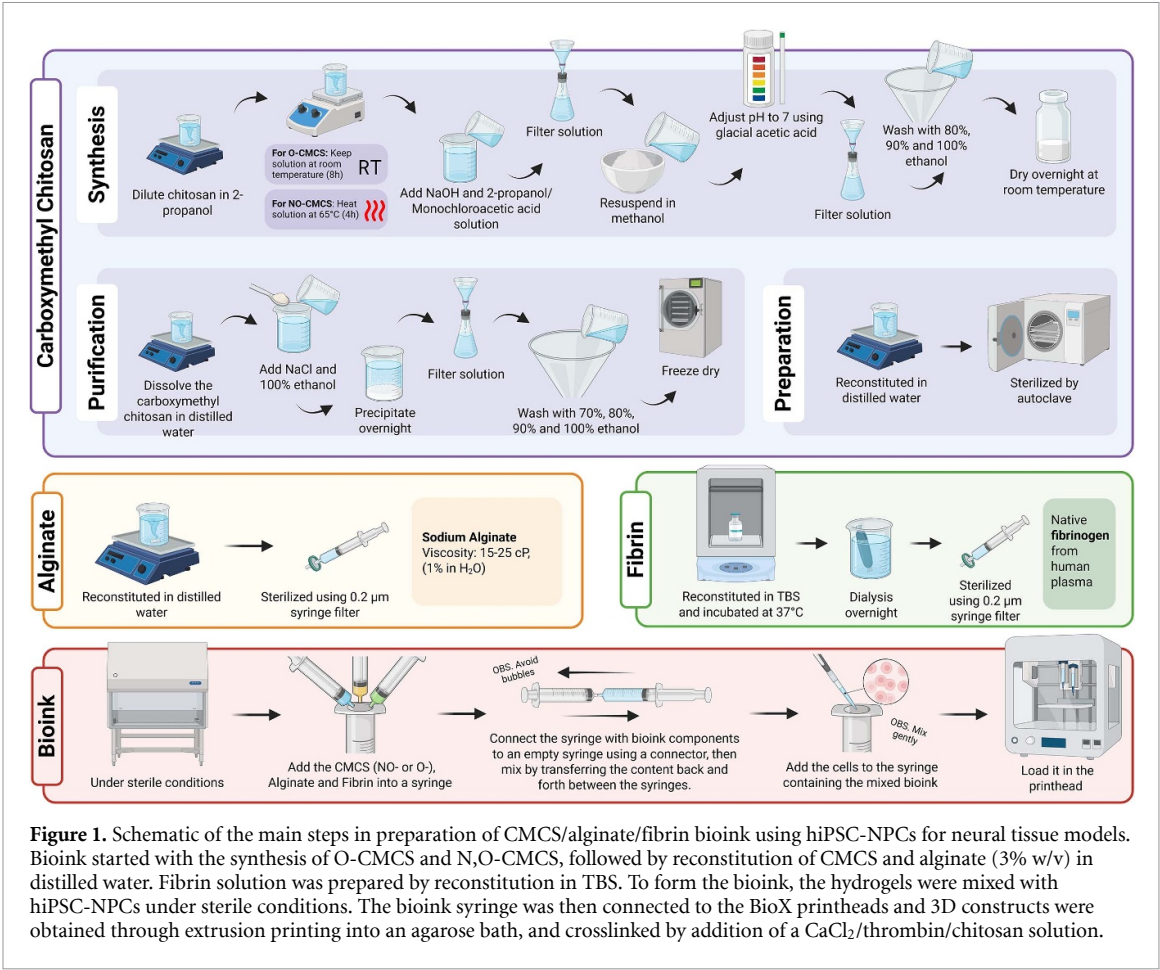 Carboxymethyl Chitosan
Synthesis
Dilute chitosan in 2-
propanol
For O-CMCS: Keep
solution at room
temperature (8h)
RT
For NO-CMCS: Heat
solution at 65°C (4h)
Add NaOH and 2-propanol/
Monochloroacetic acid
solution
Filter solution
Resuspend in
methanol
Adjust pH to 7 using
glacial acetic acid
Filter solution
Wash with 80%,
90% and 100%
ethanol
Dry overnight at
room temperature
Purification
Dissolve the
carboxymethyl
chitosan in distilled
water
Add NaCl and
100% ethanol
Precipitate
overnight
Filter solution
Wash with 70%, 80%,
90% and 100% ethanol
Freeze dry
Preparation
Reconstituted in
distilled water
Sterilized by
autoclave
Alginate
Reconstituted in distilled
water
Sterilized using 0.2 µm
syringe filter
Sodium Alginate
Viscosity: 15-25 cP,
(1% in H₂O)
Fibrin
Reconstituted in TBS
and incubated at 37°C
Dialysis
overnight
Sterilized
using 0.2 µm
syringe filter
Native
fibrinogen
from
human
plasma
Bioink
Under sterile conditions
Add the CMCS (NO- or O-),
Alginate and Fibrin into a syringe
OBS. Avoid
bubbles
Connect the syringe with bioink components
to an empty syringe using a connector, then
mix by transferring the content back and
forth between the syringes.
OBS. Mix
gently
Add the cells to the syringe
containing the mixed bioink
Load it in the
printhead
Figure 1. Schematic of the main steps in preparation of CMCS/alginate/fibrin bioink using hiPSC-NPCs for neural tissue models.
Bioink started with the synthesis of O-CMCS and N,O-CMCS, followed by reconstitution of CMCS and alginate (3% w/v) in
distilled water. Fibrin solution was prepared by reconstitution in TBS. To form the bioink, the hydrogels were mixed with
hiPSC-NPCs under sterile conditions. The bioink syringe was then connected to the BioX printheads and 3D constructs were
obtained through extrusion printing into an agarose bath, and crosslinked by addition of a CaCl₂/thrombin/chitosan solution.